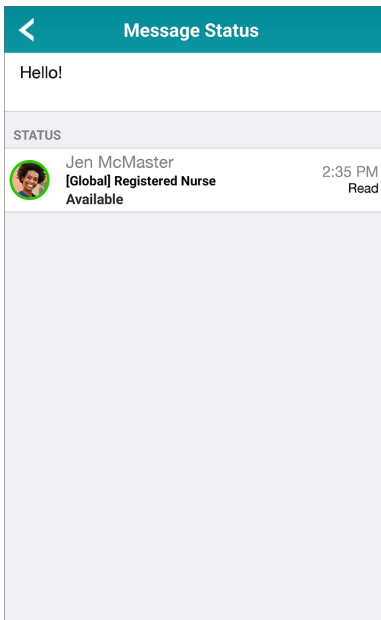 Message Status
Hello!
STATUS
Jen McMaster
[Global] Registered Nurse
Available
2:35 PM
Read